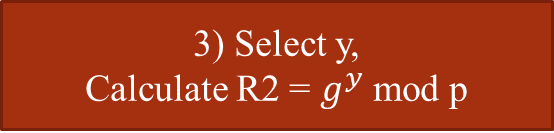 3) Select y,
Calculate R2 = $g^y$ mod p